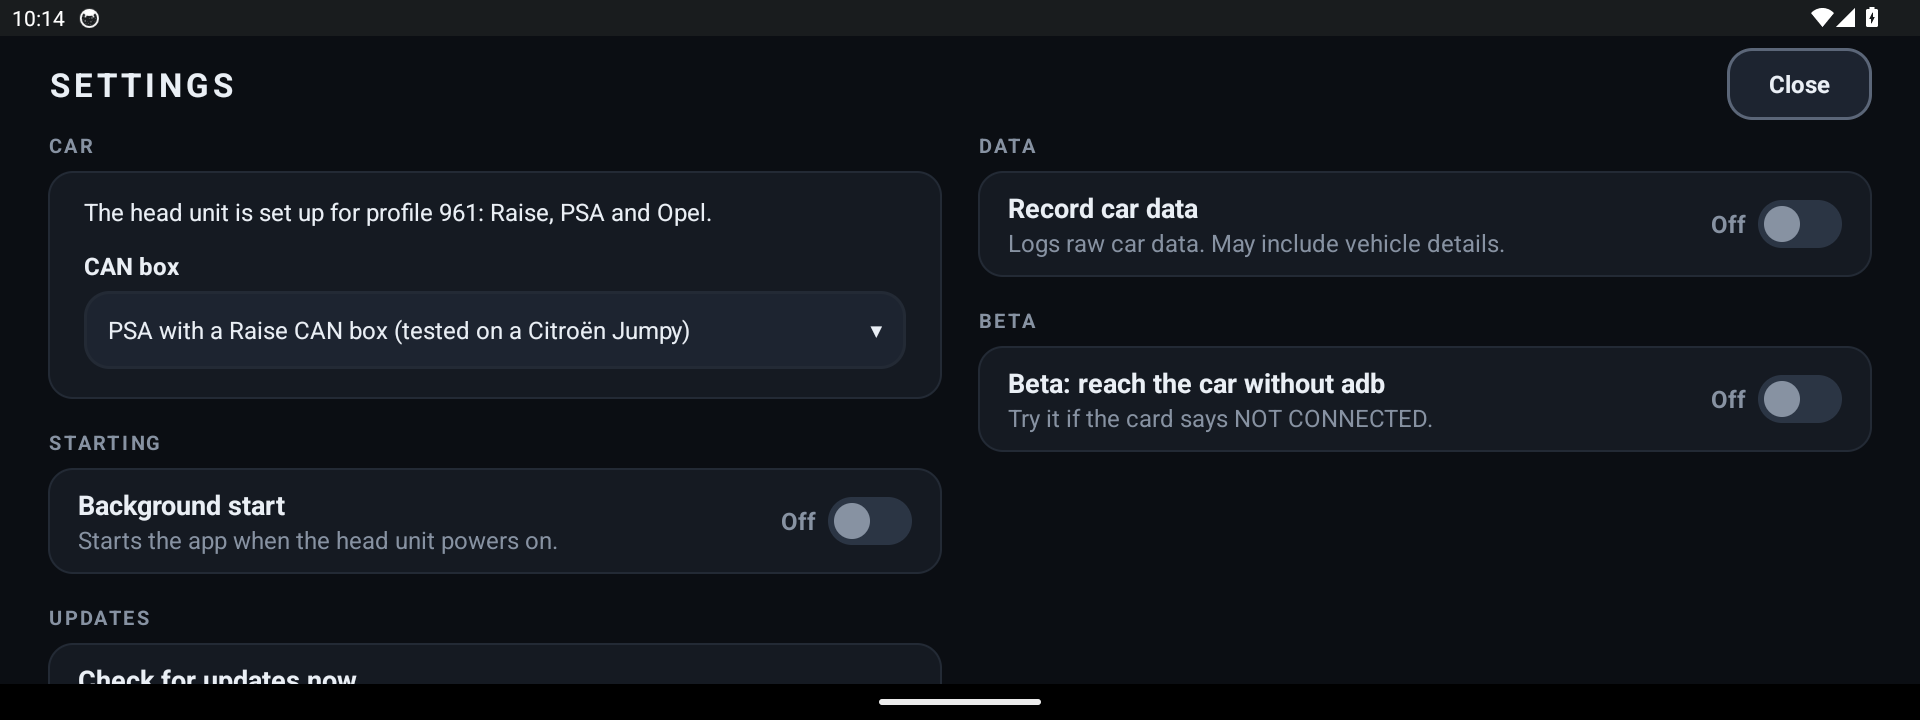 10:14
SETTINGS
Close
CAR
The head unit is set up for profile 961: Raise, PSA and Opel.
CAN box
PSA with a Raise CAN box (tested on a Citroën Jumpy)
STARTING
Background start
Starts the app when the head unit powers on.
Off
UPDATES
Check for updates now
DATA
Record car data
Logs raw car data. May include vehicle details.
Off
BETA
Beta: reach the car without adb
Try it if the card says NOT CONNECTED.
Off